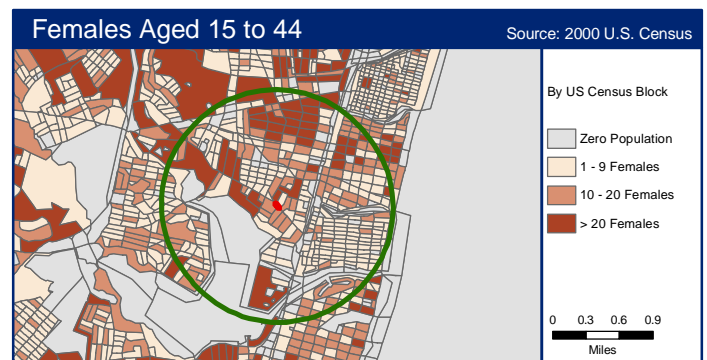 Females Aged 15 to 44
Source: 2000 U.S. Census
By US Census Block
Zero Population
1 - 9 Females
10 - 20 Females
> 20 Females
0 0.3 0.6 0.9
Miles